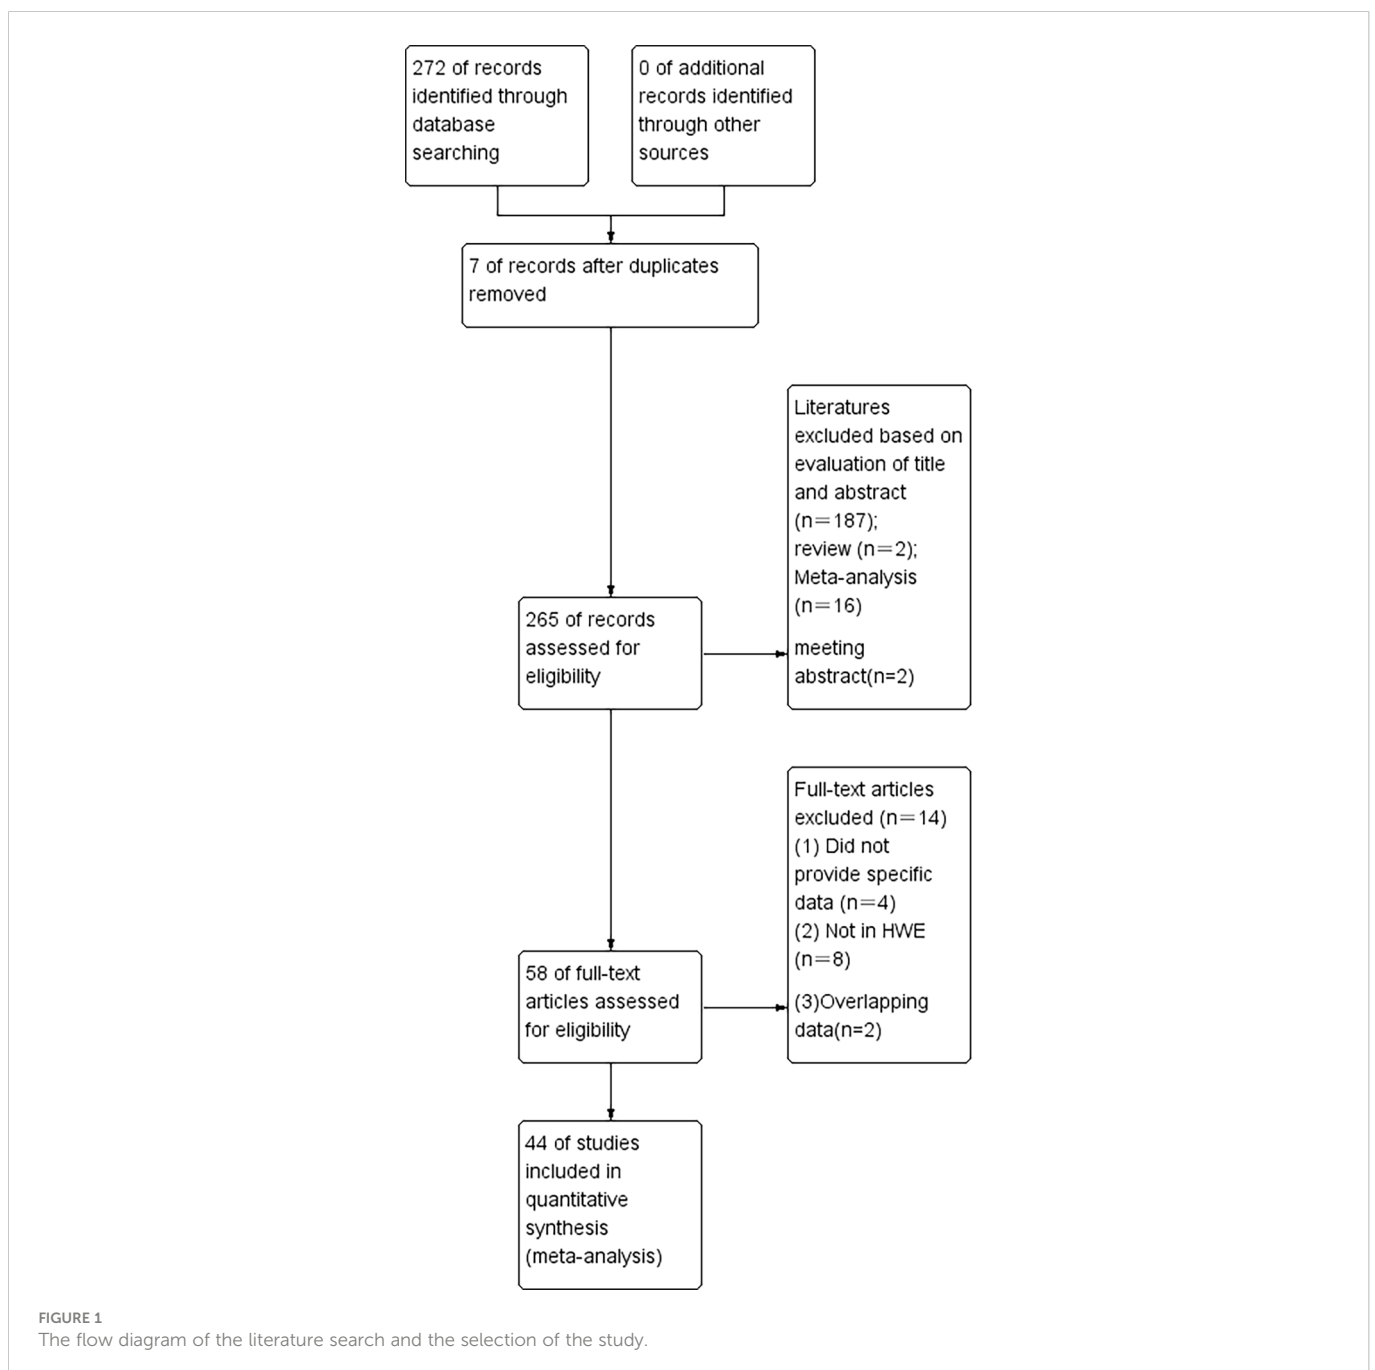 272 of records
identified through
database
searching
0 of additional
records identified
through other
sources
7 of records after duplicates
removed
Literatures
excluded based on
evaluation of title
and abstract
(n=187);
review (n=2);
Meta-analysis
(n=16)
meeting
abstract(n=2)
265 of records
assessed for
eligibility
Full-text articles
excluded (n=14)
(1) Did not
provide specific
data (n=4)
(2) Not in HWE
(n=8)
(3)Overlapping
data(n=2)
58 of full-text
articles assessed
for eligibility
44 of studies
included in
quantitative
synthesis
(meta-analysis)
FIGURE 1
The flow diagram of the literature search and the selection of the study.